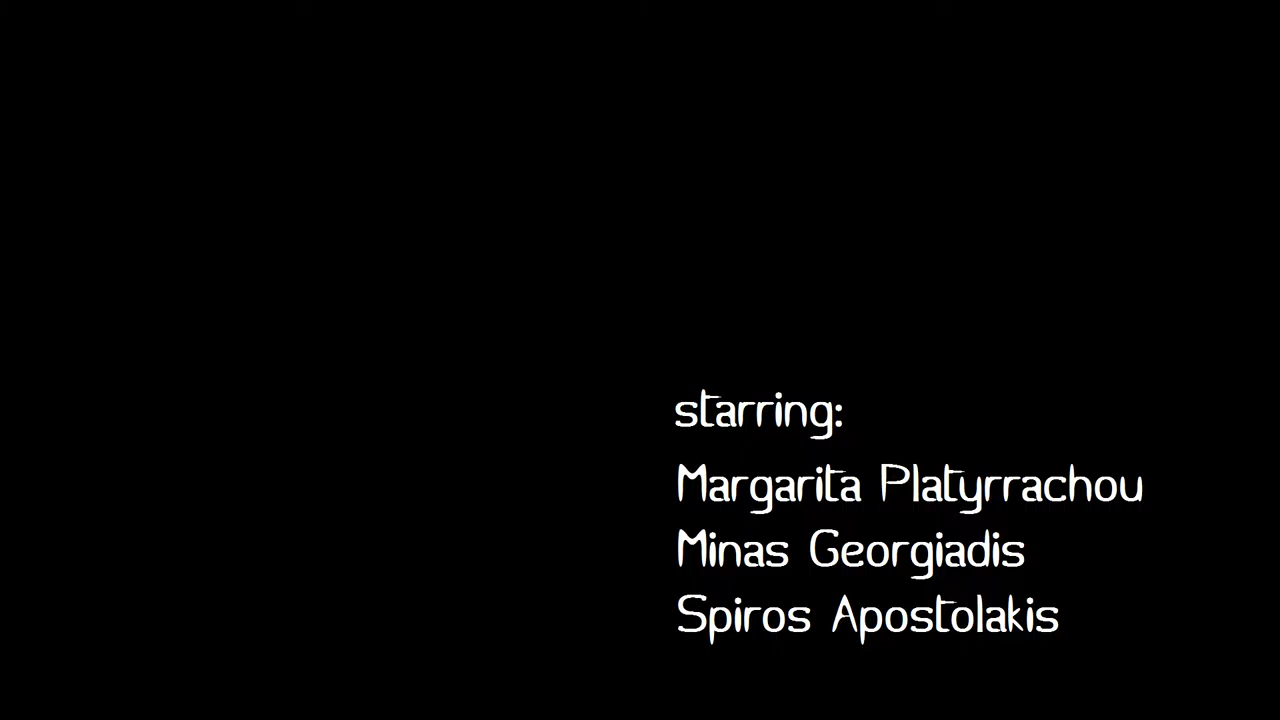 starring:
Margarita Platyrrachou
Minas Georgiadis
Spiros Apostolakis